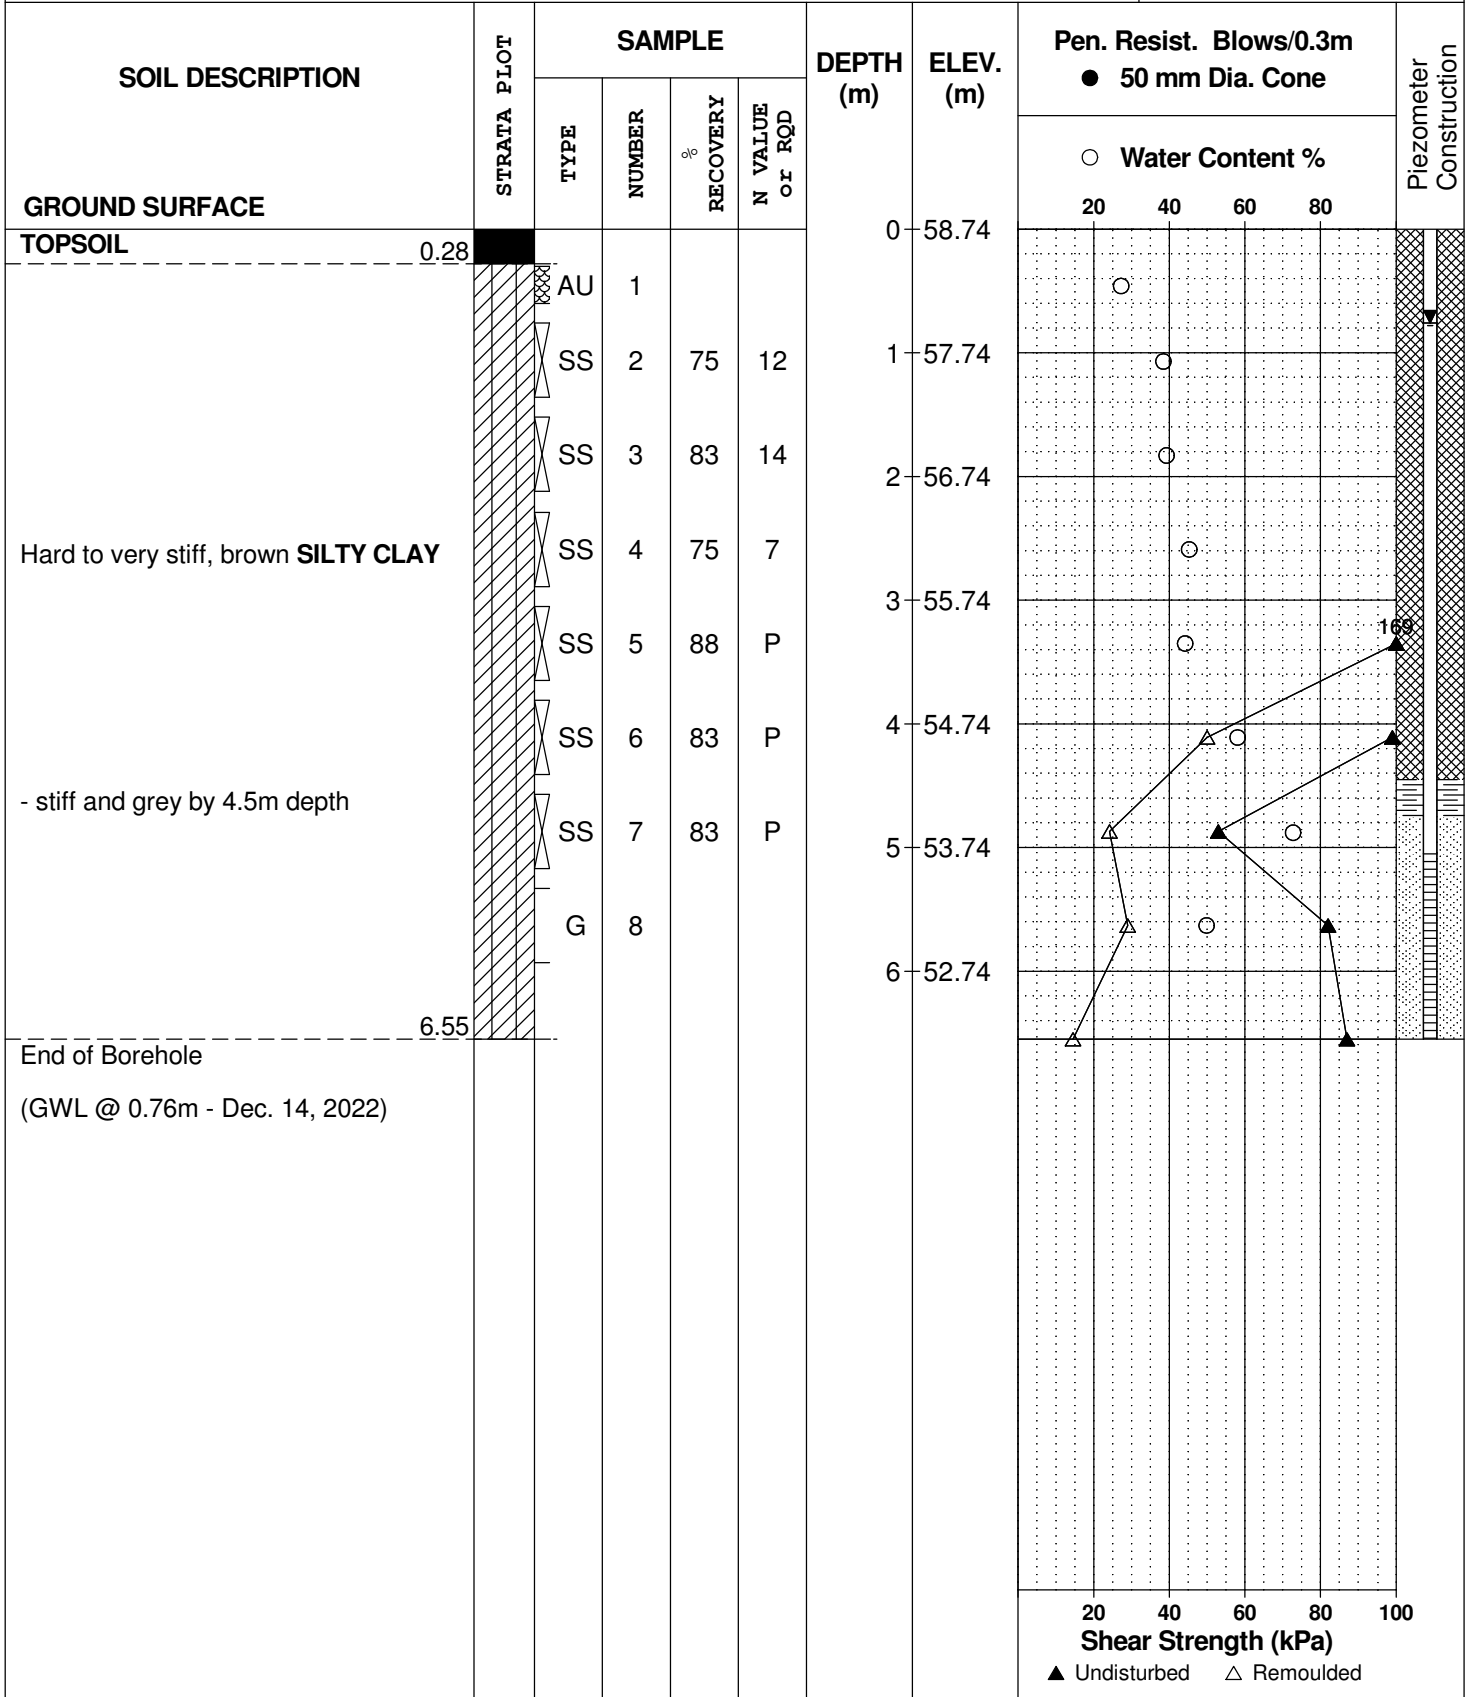 SOIL DESCRIPTION
GROUND SURFACE
STRATA PLOT
SAMPLE
TYPE
NUMBER
% RECOVERY
N VALUE or RQD
DEPTH (m)
ELEV. (m)
Pen. Resist. Blows/0.3m
● 50 mm Dia. Cone
○ Water Content %
20 40 60 80
Piezometer Construction
0 58.74
TOPSOIL 0.28
AU 1
SS 2 75 12
1 57.74
SS 3 83 14
2 56.74
Hard to very stiff, brown SILTY CLAY
SS 4 75 7
3 55.74
169
SS 5 88 P
4 54.74
SS 6 83 P
- stiff and grey by 4.5m depth
SS 7 83 P
5 53.74
G 8
6 52.74
6.55
End of Borehole
(GWL @ 0.76m - Dec. 14, 2022)
20 40 60 80 100
Shear Strength (kPa)
▲ Undisturbed △ Remoulded